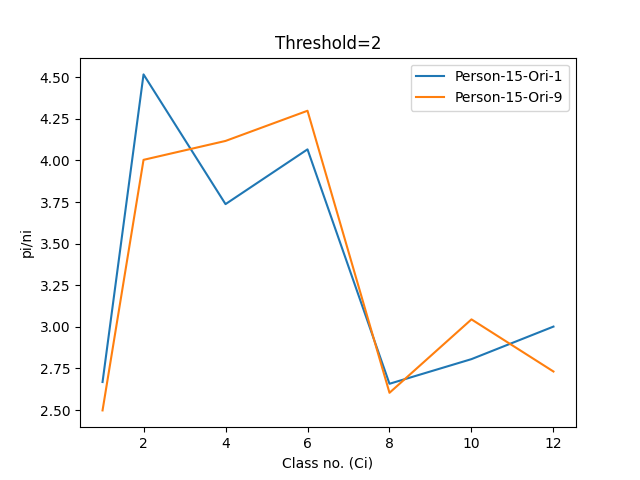 Threshold=2
Person-15-Ori-1
Person-15-Ori-9
pi/ni
4.50
4.25
4.00
3.75
3.50
3.25
3.00
2.75
2.50
2 4 6 8 10 12
Class no. (Ci)